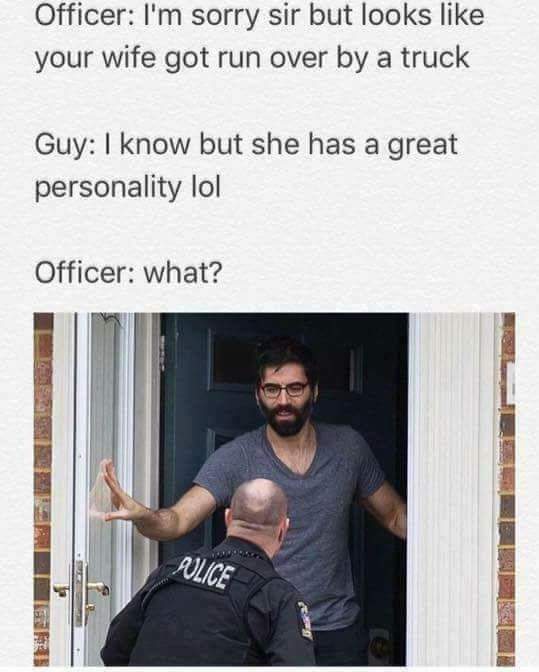 Officer: I'm sorry sir but looks like
your wife got run over by a truck
Guy: I know but she has a great
personality lol
Officer: what?
POLICE